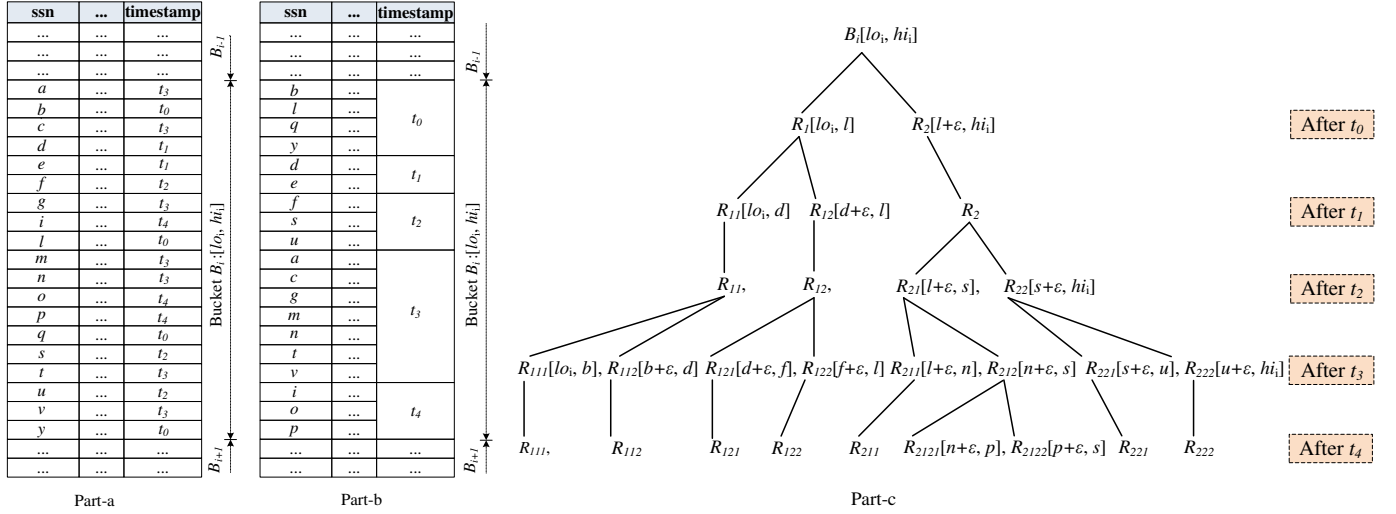 ssn ... timestamp
... ... ...
... ... ...
... ... ...
a ... t3
b ... t0
c ... t3
d ... t1
e ... t1
f ... t2
g ... t3
i ... t4
l ... t0
m ... t3
n ... t3
o ... t4
p ... t4
q ... t0
s ... t2
t ... t3
u ... t2
v ... t3
y ... t0
... ... ...
... ... ...
Bi-1
Bucket Bi :[loi, hii]
Bi+1
Part-a
ssn ... timestamp
... ... ...
... ... ...
... ... ...
b ... t0
l ...
q ...
y ...
d ... t1
e ...
f ... t2
s ...
u ...
a ... t3
c ...
g ...
m ...
n ...
t ...
v ...
i ... t4
o ...
p ...
... ... ...
... ... ...
Bi-1
Bucket Bi :[loi, hii]
Bi+1
Part-b
Bi[loi, hii]
R1[loi, l] R2[l+ε, hii] After t0
R11[loi, d] R12[d+ε, l] R2 After t1
R11, R12, R21[l+ε, s], R22[s+ε, hii] After t2
R111[loi, b], R112[b+ε, d] R121[d+ε, f], R122[f+ε, l] R211[l+ε, n], R212[n+ε, s] R221[s+ε, u], R222[u+ε, hii] After t3
R111, R112 R121 R122 R211 R2121[n+ε, p], R2122[p+ε, s] R221 R222 After t4
Part-c